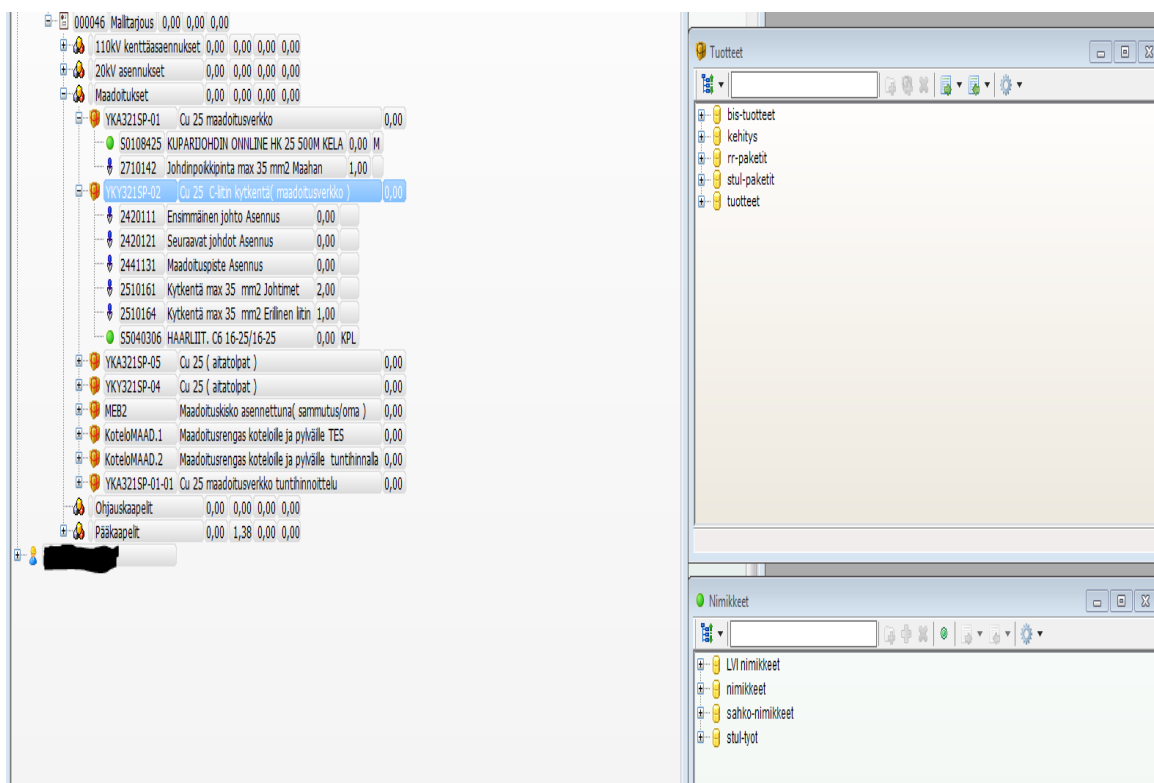 000046 Mallitarjous 0,00 0,00 0,00
110kV kenttäasaennukset 0,00 0,00 0,00 0,00
20kV asennukset 0,00 0,00 0,00 0,00
Maadoitukset 0,00 0,00 0,00 0,00
YKA321SP-01 Cu 25 maadoitusverkko 0,00
S0108425 KUPARIJOHDIN ONNLINE HK 25 500M KELA 0,00 M
2710142 Johdinpoikkipinta max 35 mm2 Maahan 1,00
YKY321SP-02 Cu 25 C-liitin kytkentä( maadoitusverkko ) 0,00
2420111 Ensimmäinen johto Asennus 0,00
2420121 Seuraavat johdot Asennus 0,00
2441131 Maadoituspiste Asennus 0,00
2510161 Kytkentä max 35 mm2 Johtimet 2,00
2510164 Kytkentä max 35 mm2 Erillinen liitin 1,00
S5040306 HAARLIIT. C6 16-25/16-25 0,00 KPL
YKA321SP-05 Cu 25 ( aitatolpat ) 0,00
YKY321SP-04 Cu 25 ( aitatolpat ) 0,00
MEB2 Maadoituskisko asennettuna( sammutus/oma ) 0,00
KoteloMAAD.1 Maadoitusrengas koteloille ja pylväille TES 0,00
KoteloMAAD.2 Maadoitusrengas koteloille ja pylväille tuntihinnalla 0,00
YKA321SP-01-01 Cu 25 maadoitusverkko tuntihinnoittelu 0,00
Ohjauskaapelit 0,00 0,00 0,00 0,00
Pääkaapelit 0,00 1,38 0,00 0,00
Tuotteet
bis-tuotteet
kehitys
rr-paketit
stul-paketit
tuotteet
Nimikkeet
LVI nimikkeet
nimikkeet
sahko-nimikkeet
stul-tyot